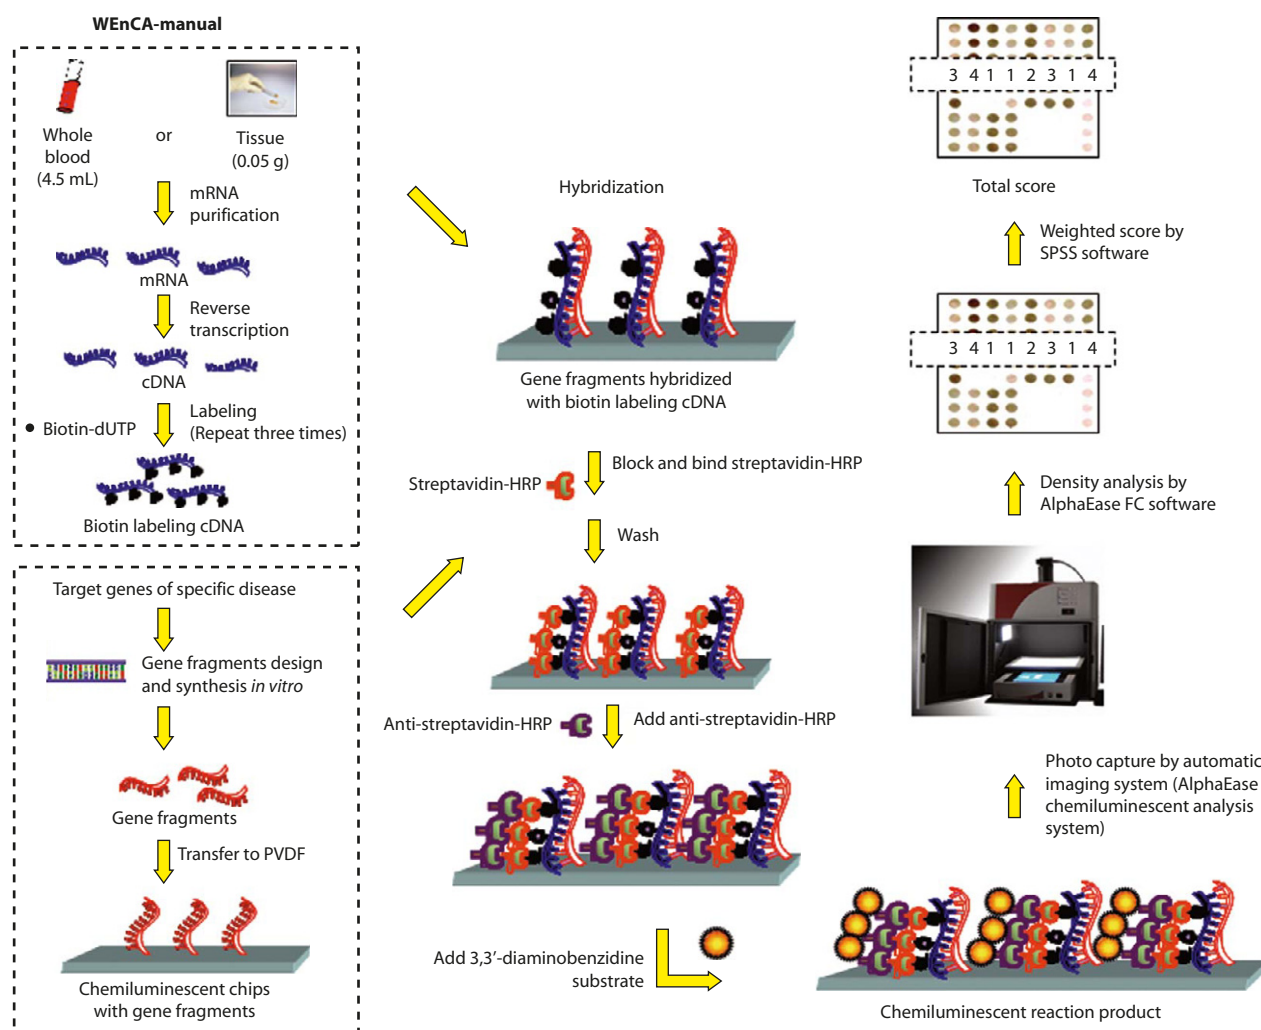 WEnCA-manual
Whole
blood
(4.5 mL)
or
Tissue
(0.05 g)
mRNA
purification
mRNA
Reverse
transcription
cDNA
Biotin-dUTP
Labeling
(Repeat three times)
Biotin labeling cDNA
Target genes of specific disease
Gene fragments design
and synthesis in vitro
Gene fragments
Transfer to PVDF
Chemiluminescent chips
with gene fragments
Hybridization
Gene fragments hybridized
with biotin labeling cDNA
Streptavidin-HRP
Block and bind streptavidin-HRP
Wash
Anti-streptavidin-HRP
Add anti-streptavidin-HRP
Add 3,3’-diaminobenzidine
substrate
Chemiluminescent reaction product
Photo capture by automatic
imaging system (AlphaEase
chemiluminescent analysis
system)
Density analysis by
AlphaEase FC software
3 4 1 1 2 3 1 4
Weighted score by
SPSS software
Total score
3 4 1 1 2 3 1 4